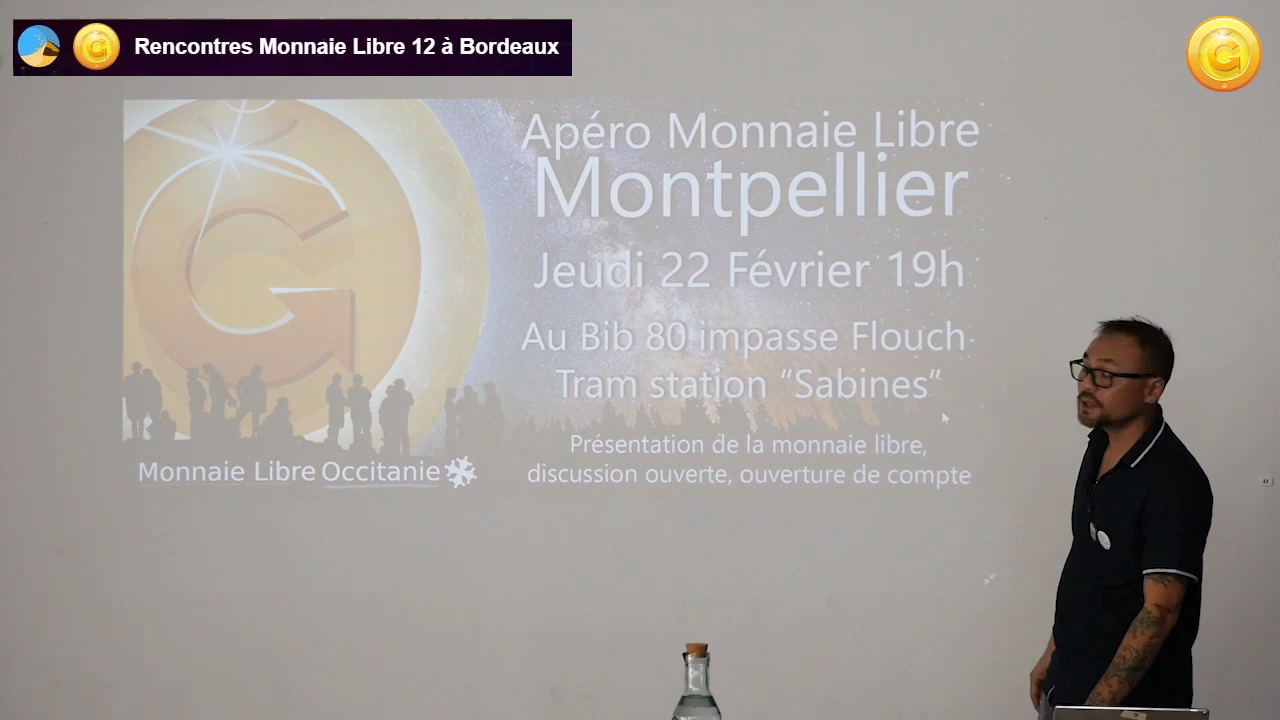 Rencontres Monnaie Libre 12 à Bordeaux
Apéro Monnaie Libre
Montpellier
Jeudi 22 Février 19h
Au Bib 80 impasse Flouch
Tram station “Sabines”
Présentation de la monnaie libre,
discussion ouverte, ouverture de compte
Monnaie Libre Occitanie